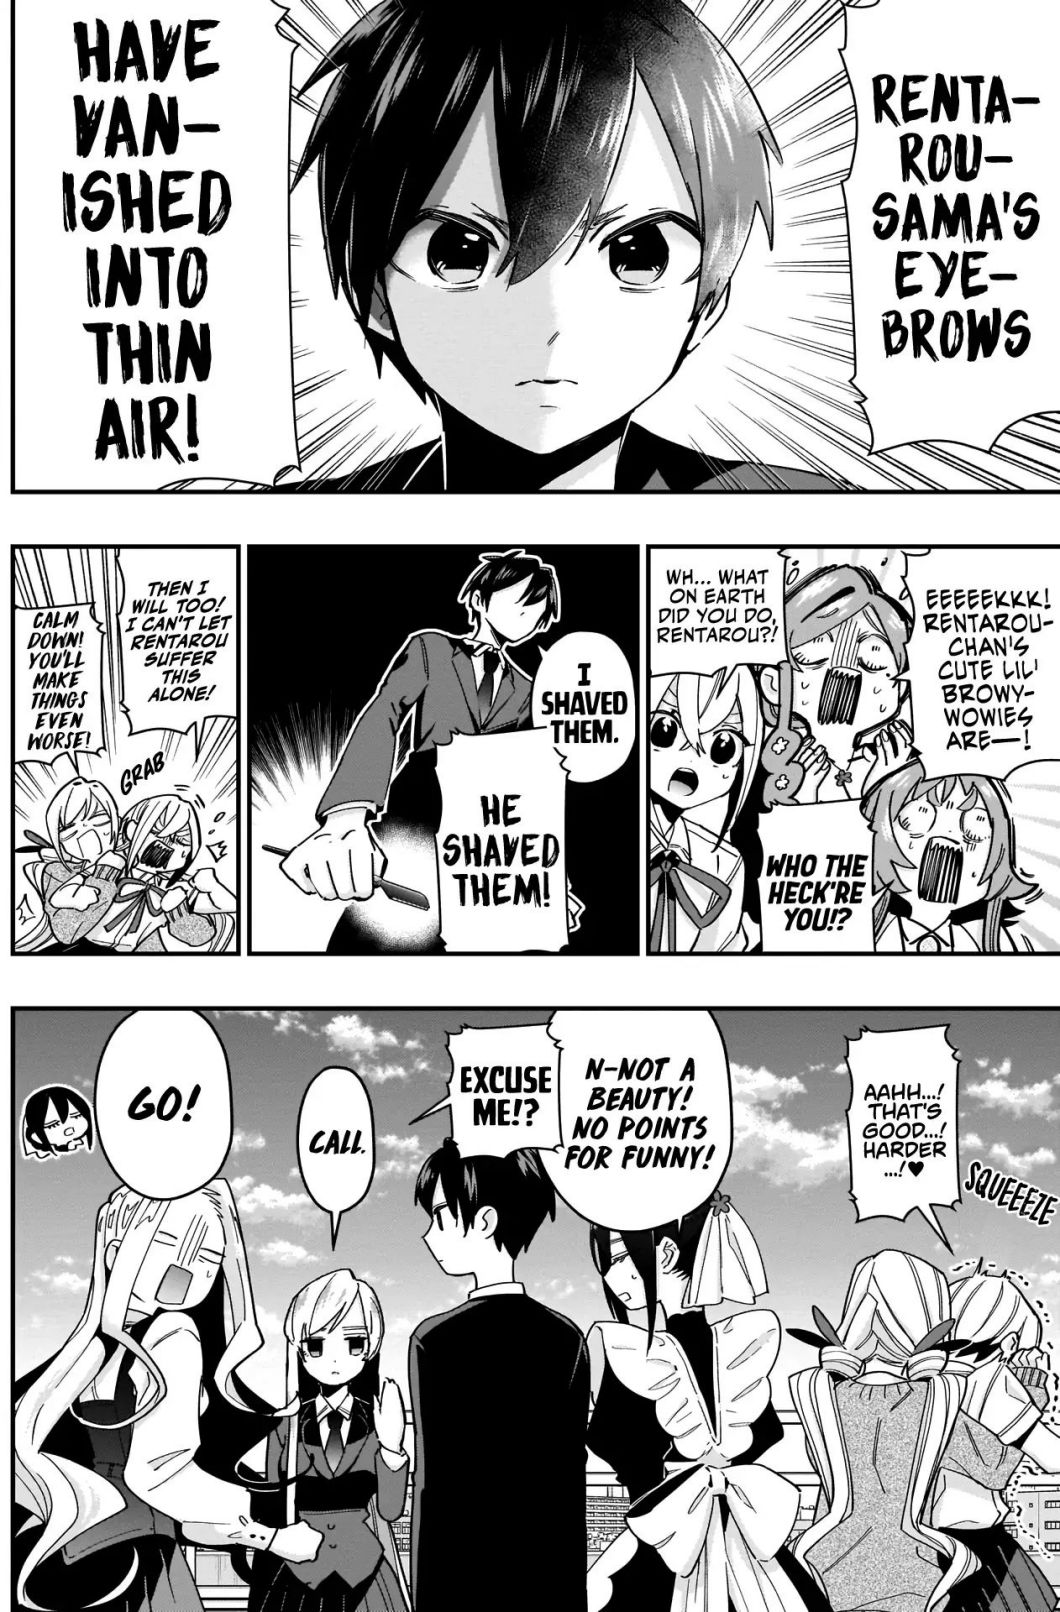 RENTA-
ROU-
SAMA'S
EYE-
BROWS
HAVE
VAN-
ISHED
INTO
THIN
AIR!
EEEEEKKK!
RENTAROU-
CHAN'S
CUTE LIL'
BROWY-
WOWIES
ARE——!
WH... WHAT
ON EARTH
DID YOU DO,
RENTAROU?!
WHO THE
HECK'RE
YOU!?
I
SHAVED
THEM.
HE
SHAVED
THEM!
THEN I
WILL TOO!
I CAN'T LET
RENTAROU
SUFFER
THIS
ALONE!
CALM
DOWN!
YOU'LL
MAKE
THINGS
EVEN
WORSE!
GRAB
AAHH...!
THAT'S
GOOD...!
HARDER
...!♥
SQUEEEZE
N-NOT A
BEAUTY!
NO POINTS
FOR FUNNY!
EXCUSE
ME!?
CALL.
GO!